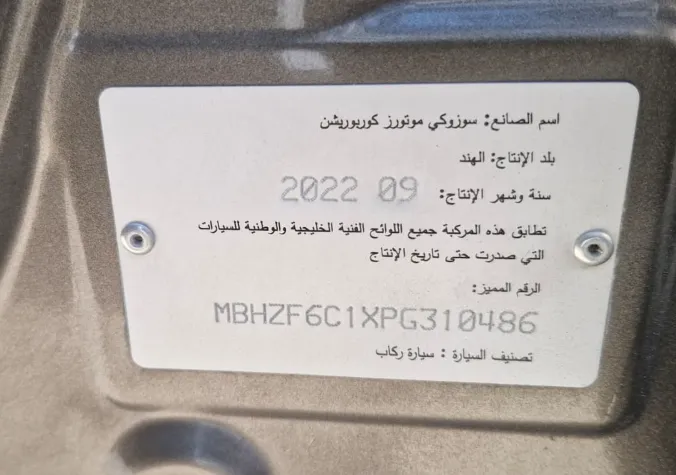 اسم الصانع: سوزوكي موتورز كوربوريشن
بلد الإنتاج: الهند
سنة وشهر الإنتاج: 2022 09
تطابق هذه المركبة جميع اللوائح الفنية الخليجية والوطنية للسيارات
التي صدرت حتى تاريخ الإنتاج
الرقم المميز:
MBHZF6C1XPG310486
تصنيف السيارة : سيارة ركاب